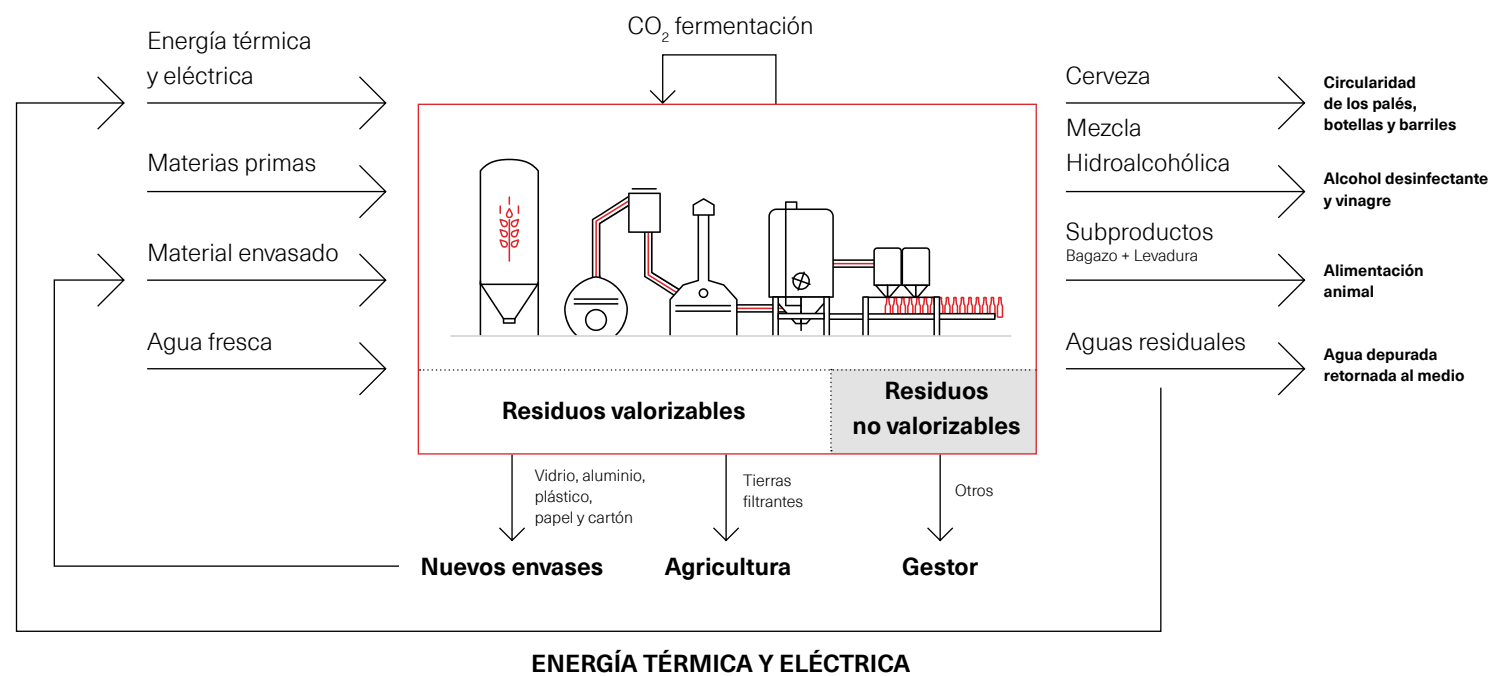 CO₂ fermentación
Energía térmica
y eléctrica
Materias primas
Material envasado
Agua fresca
Cerveza
Circularidad
de los palés,
botellas y barriles
Mezcla
Hidroalcohólica
Alcohol desinfectante
y vinagre
Subproductos
Bagazo + Levadura
Alimentación
animal
Aguas residuales
Agua depurada
retornada al medio
Residuos valorizables
Residuos
no valorizables
Vidrio, aluminio,
plástico,
papel y cartón
Tierras
filtrantes
Otros
Nuevos envases
Agricultura
Gestor
ENERGÍA TÉRMICA Y ELÉCTRICA